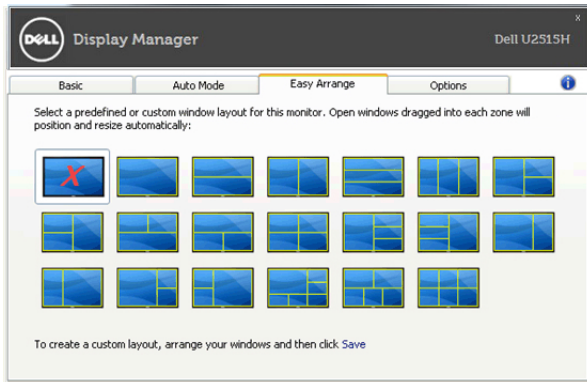 x
DELL Display Manager Dell U2515H
Basic Auto Mode Easy Arrange Options i
Select a predefined or custom window layout for this monitor. Open windows dragged into each zone will
position and resize automatically:
X
To create a custom layout, arrange your windows and then click Save